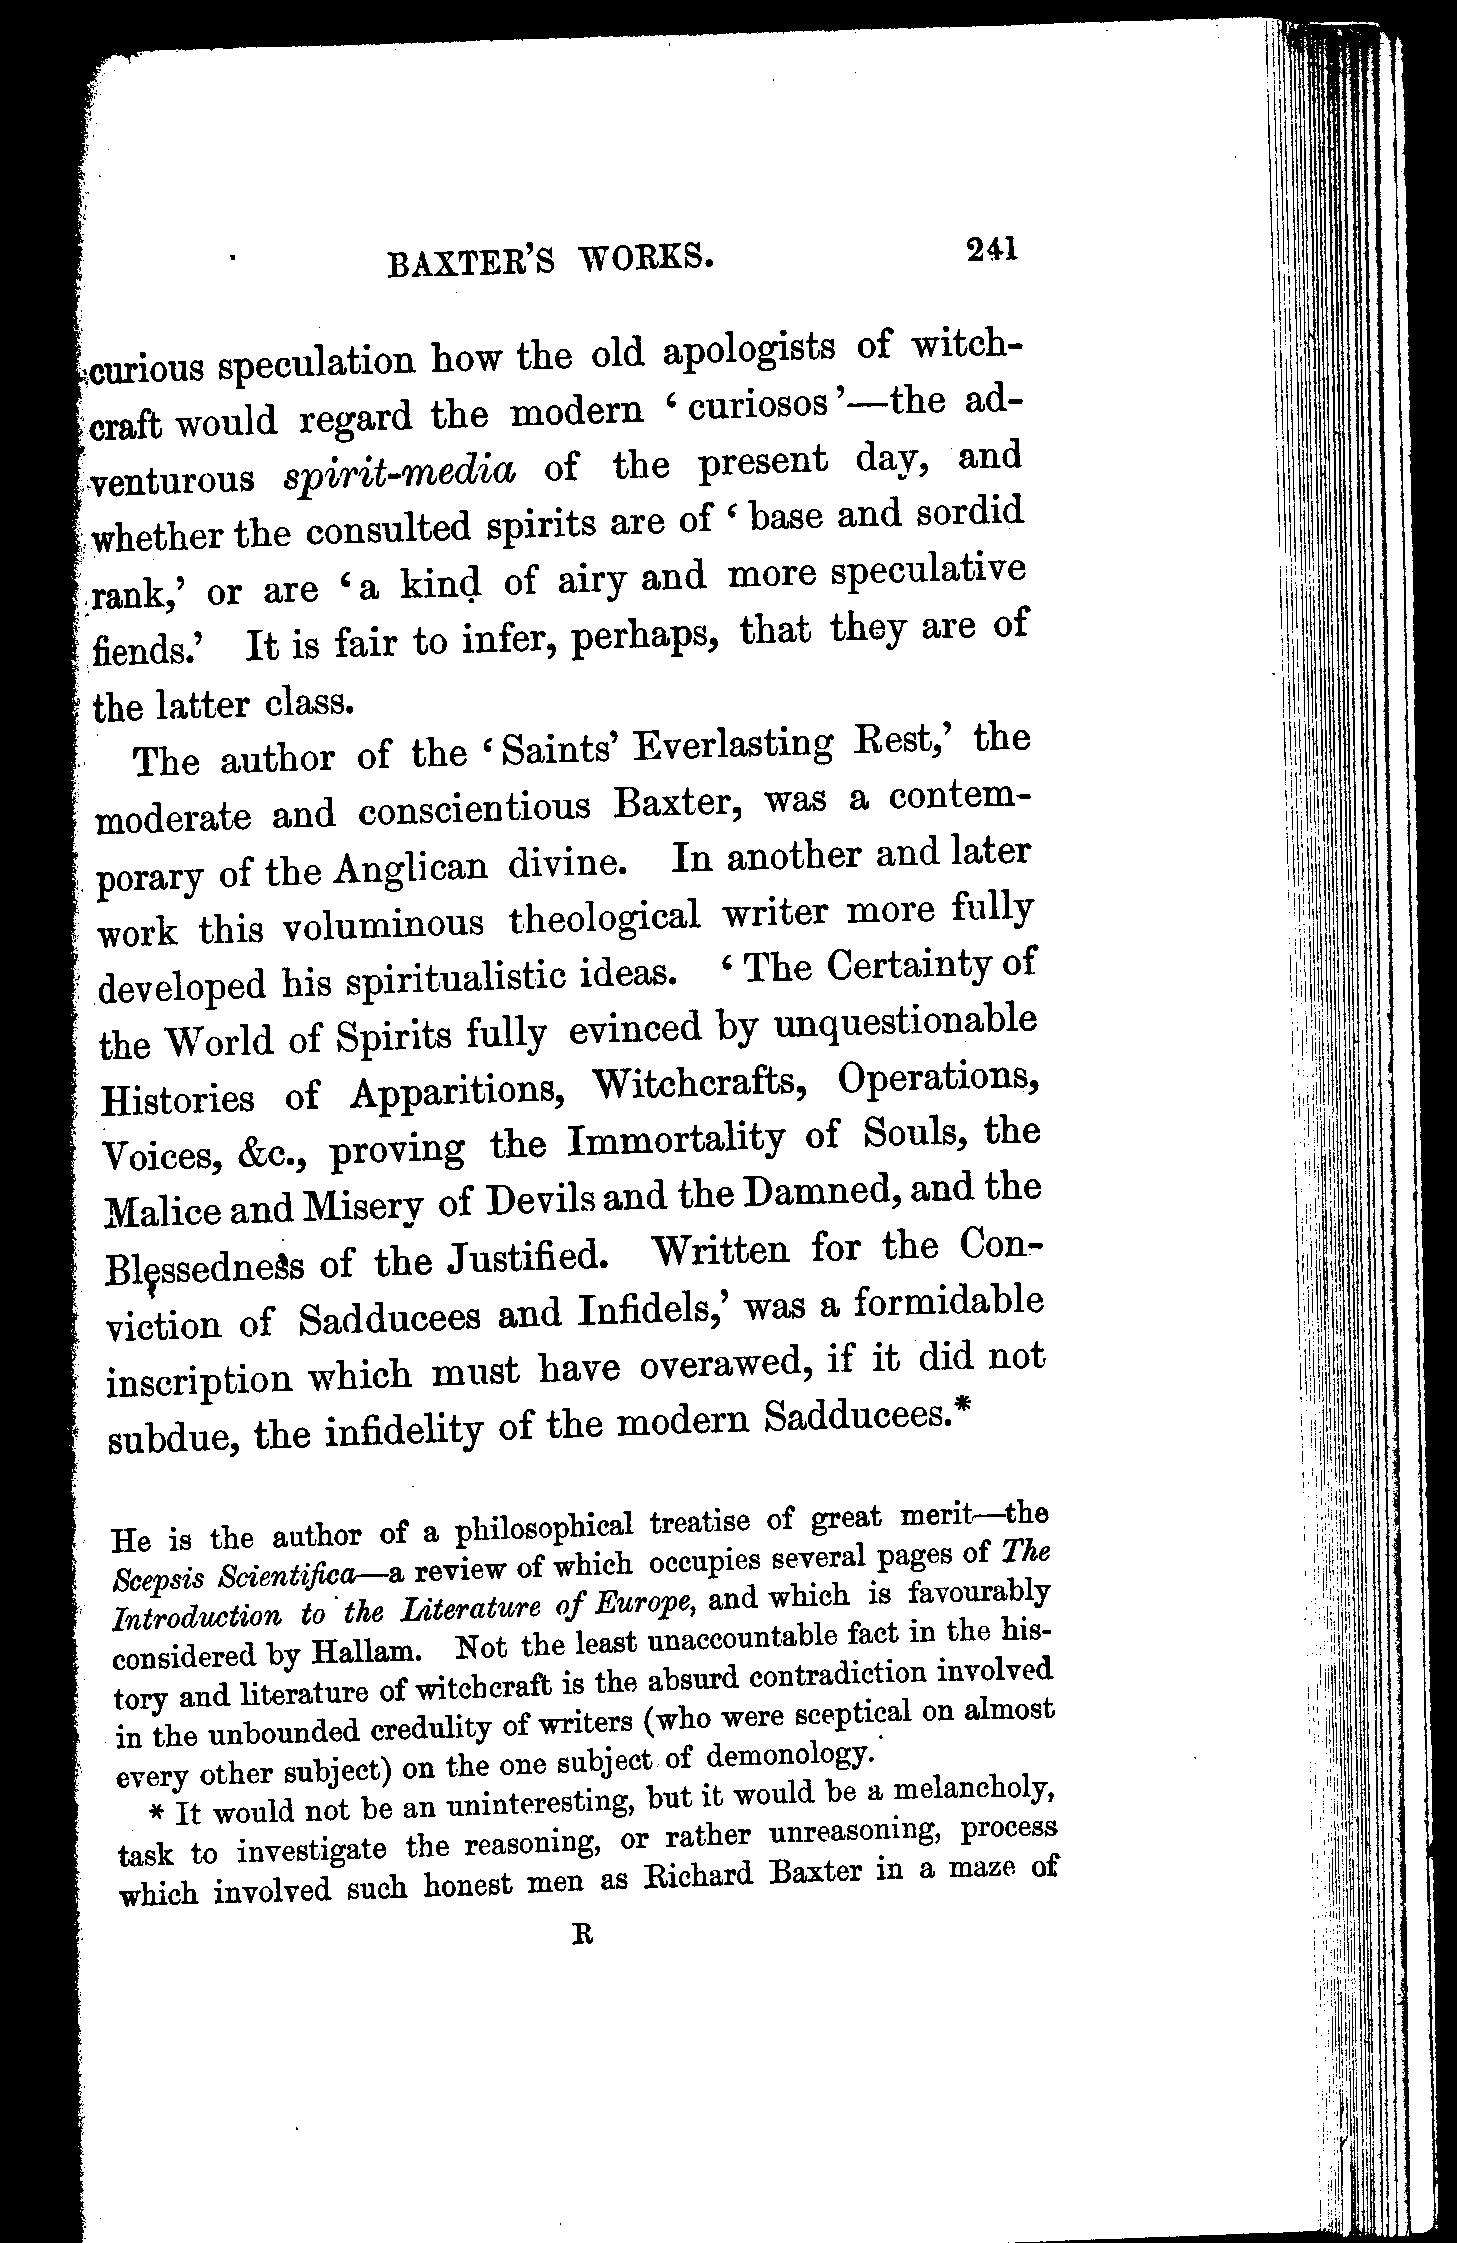 BAXTER'S WORKS. 241
curious speculation how the old apologists of witch-
craft would regard the modern ‘curiosos’—the ad-
venturous spirit-media of the present day, and
whether the consulted spirits are of ‘base and sordid
rank,’ or are ‘a kind of airy and more speculative
fiends.’ It is fair to infer, perhaps, that they are of
the latter class.
The author of the ‘Saints’ Everlasting Rest,’ the
moderate and conscientious Baxter, was a contem-
porary of the Anglican divine. In another and later
work this voluminous theological writer more fully
developed his spiritualistic ideas. ‘The Certainty of
the World of Spirits fully evinced by unquestionable
Histories of Apparitions, Witchcrafts, Operations,
Voices, &c., proving the Immortality of Souls, the
Malice and Misery of Devils and the Damned, and the
Blessedness of the Justified. Written for the Con-
viction of Sadducees and Infidels,’ was a formidable
inscription which must have overawed, if it did not
subdue, the infidelity of the modern Sadducees.*
He is the author of a philosophical treatise of great merit—the
Scepsis Scientifica—a review of which occupies several pages of The
Introduction to the Literature of Europe, and which is favourably
considered by Hallam. Not the least unaccountable fact in the his-
tory and literature of witchcraft is the absurd contradiction involved
in the unbounded credulity of writers (who were sceptical on almost
every other subject) on the one subject of demonology.
* It would not be an uninteresting, but it would be a melancholy,
task to investigate the reasoning, or rather unreasoning, process
which involved such honest men as Richard Baxter in a maze of
R